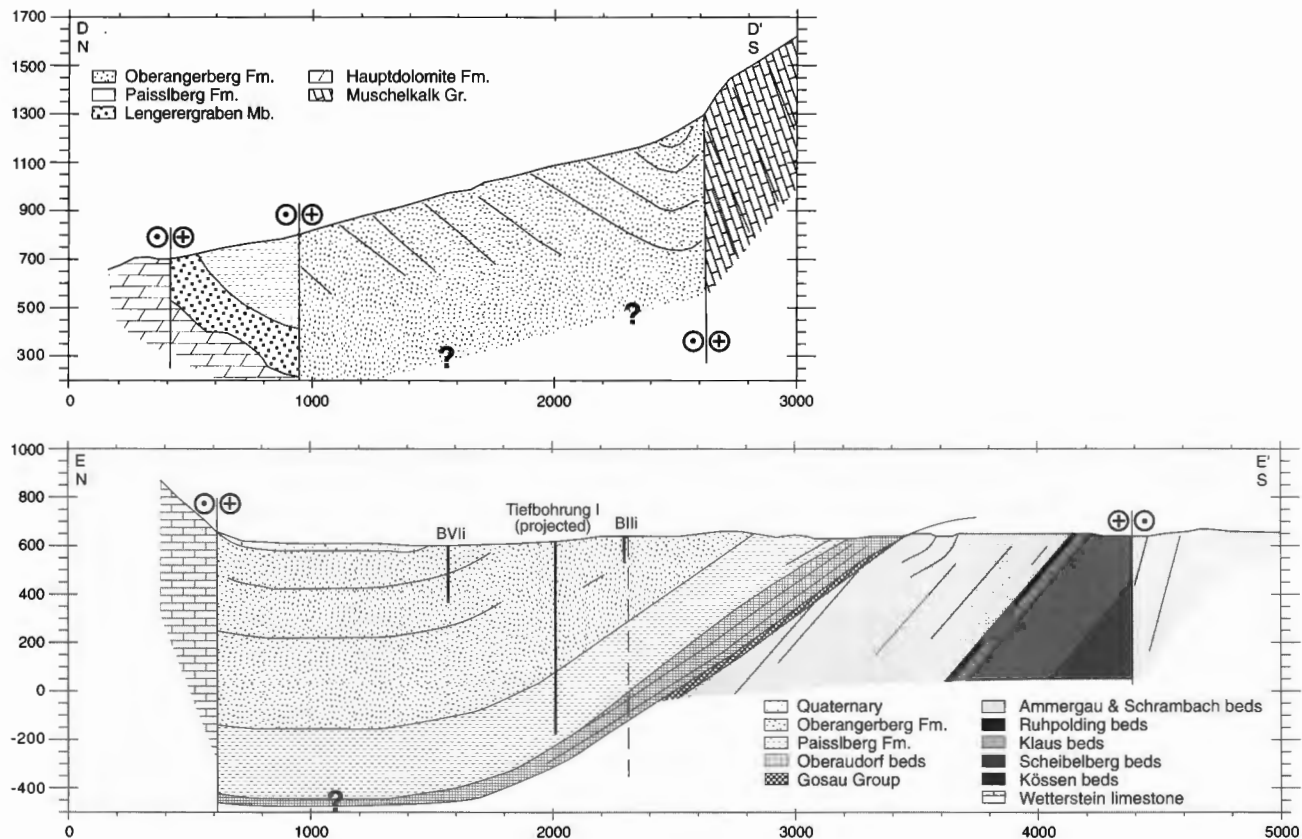 D
N
D'
S
1700
1500
1300
1100
900
700
500
300
Oberangerberg Fm.
Paisslberg Fm.
Lengerergraben Mb.
Hauptdolomite Fm.
Muschelkalk Gr.
?
?
0
1000
2000
3000
E
N
E'
S
1000
800
600
400
200
0
-200
-400
BVIi
Tiefbohrung I
(projected)
BIIi
?
Quaternary
Oberangerberg Fm.
Paisslberg Fm.
Oberaudorf beds
Gosau Group
Ammergau & Schrambach beds
Ruhpolding beds
Klaus beds
Scheibelberg beds
Kössen beds
Wetterstein limestone
0
1000
2000
3000
4000
5000